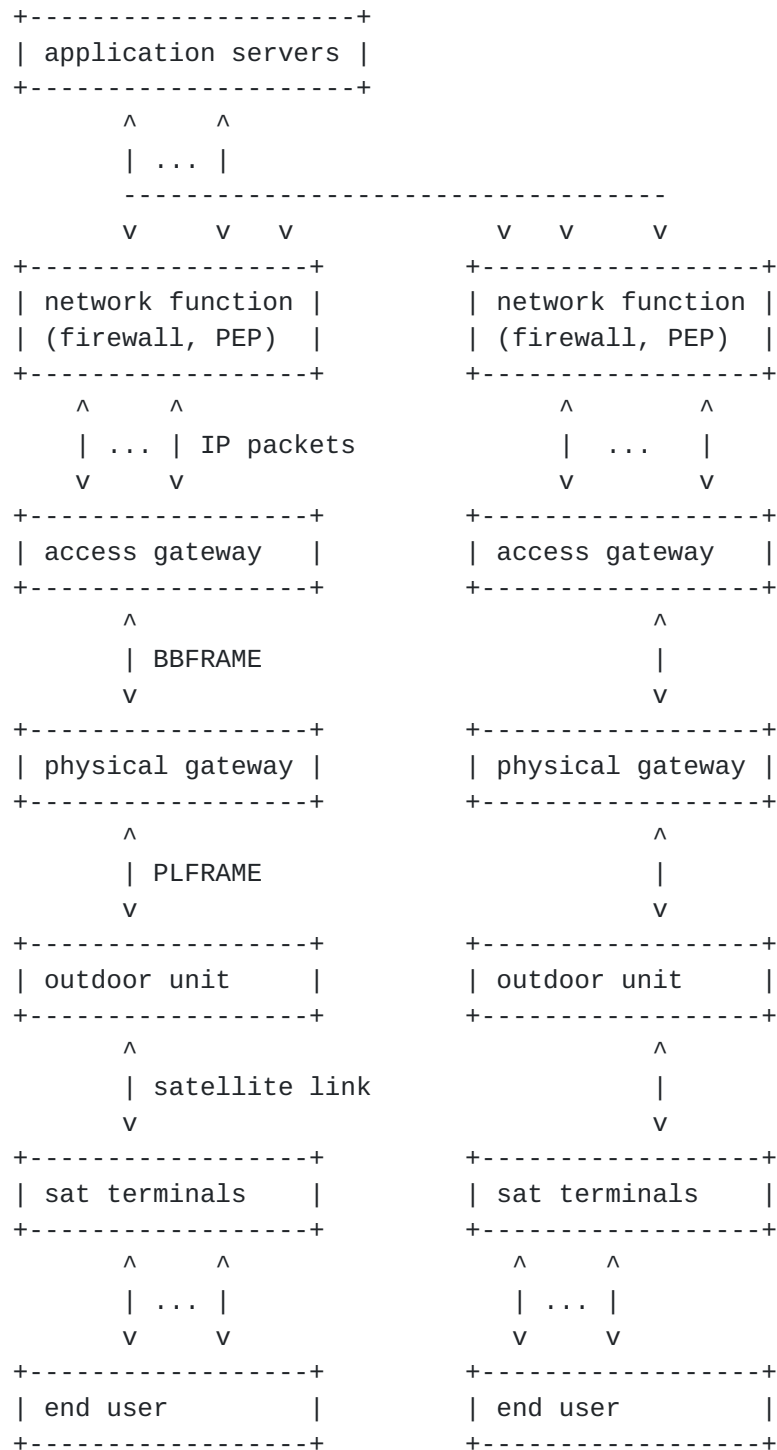 +---------------------+
| application servers |
+---------------------+
       ^     ^
       | ... |
       -----------------------------------
       v     v   v             v   v     v
+------------------+         +------------------+
| network function |         | network function |
| (firewall, PEP)  |         | (firewall, PEP)  |
+------------------+         +------------------+
    ^     ^                        ^        ^
    | ... | IP packets             |  ...   |
    v     v                        v        v
+------------------+         +------------------+
| access gateway   |         | access gateway   |
+------------------+         +------------------+
       ^                                 ^
       | BBFRAME                         |
       v                                 v
+------------------+         +------------------+
| physical gateway |         | physical gateway |
+------------------+         +------------------+
       ^                                 ^
       | PLFRAME                         |
       v                                 v
+------------------+         +------------------+
| outdoor unit     |         | outdoor unit     |
+------------------+         +------------------+
       ^                                 ^
       | satellite link                  |
       v                                 v
+------------------+         +------------------+
| sat terminals    |         | sat terminals    |
+------------------+         +------------------+
       ^     ^                  ^     ^
       | ... |                  | ... |
       v     v                  v     v
+------------------+         +------------------+
| end user         |         | end user         |
+------------------+         +------------------+